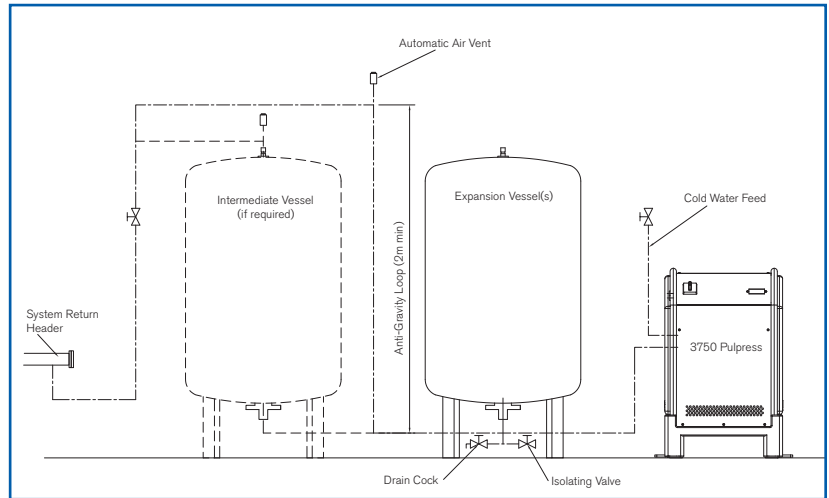 Automatic Air Vent
Intermediate Vessel
(if required)
Expansion Vessel(s)
Cold Water Feed
Anti-Gravity Loop (2m min)
System Return
Header
3750 Pulpress
Drain Cock
Isolating Valve